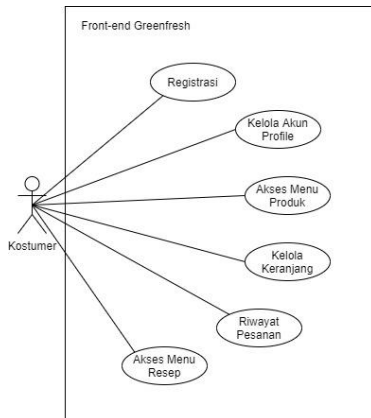 Front-end Greenfresh
Registrasi
Kelola Akun
Profile
Akses Menu
Produk
Kostumer
Kelola
Keranjang
Riwayat
Pesanan
Akses Menu
Resep